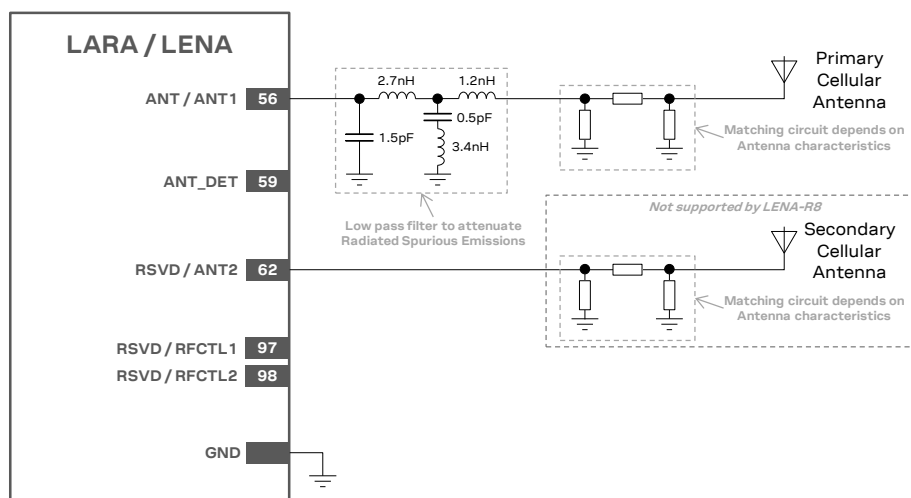 LARA / LENA
ANT / ANT1 56
2.7nH
1.2nH
1.5pF
0.5pF
3.4nH
Primary
Cellular
Antenna
Matching circuit depends on
Antenna characteristics
ANT_DET 59
Low pass filter to attenuate
Radiated Spurious Emissions
Not supported by LENA-R8
RSVD / ANT2 62
Secondary
Cellular
Antenna
Matching circuit depends on
Antenna characteristics
RSVD / RFCTL1 97
RSVD / RFCTL2 98
GND